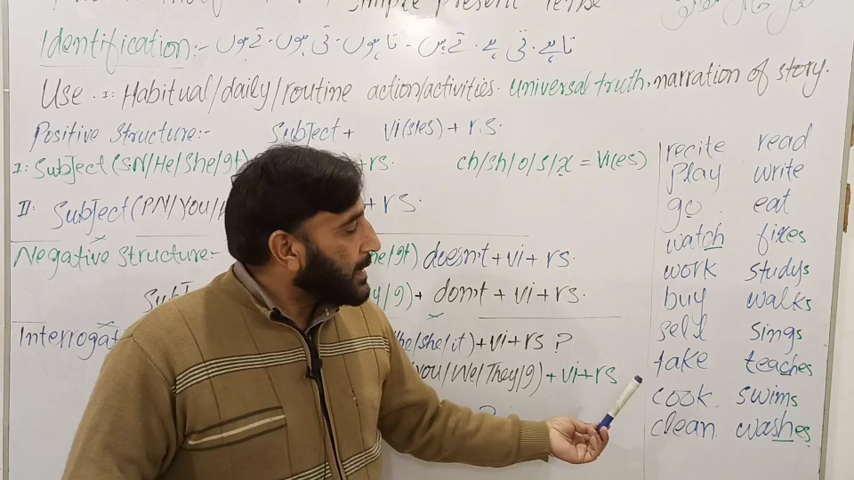 Simple Present Tense
Identification:- تا ہے۔ تی ہے۔ تے ہیں۔ تا ہوں۔ تی ہوں۔ تے ہوں
Use .I: Habitual/daily/routine action/activities. universal truth, narration of story.
Positive Structure:- Subject + vi(s/es) + r.s.
I: Subject (S.N/He/She/It) + rs. ch/sh/o/s/x = vi(es)
II: Subject (PN/You/ + rs.
Negative Structure:- he/sh/it) doesn't + vi + rs.
Subj y/I) + don't + vi + rs.
Interrogat he/she/it) + vi + rs ?
you/We/They/I) + vi + rs
?
recite read
play write
go eat
watch fixes
work studys
buy walks
sell sings
take teaches
cook swims
clean washes